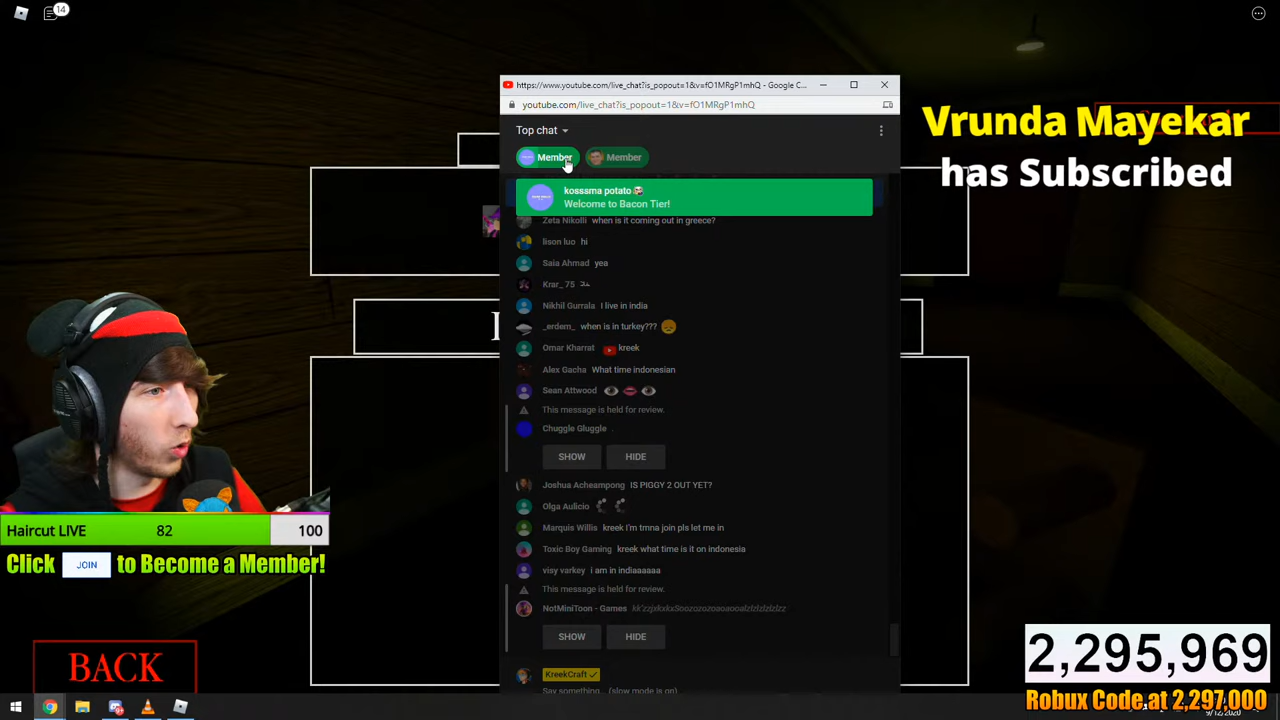 14
https://www.youtube.com/live_chat?is_popout=1&v=fO1MRgP1mhQ - Google C...
youtube.com/live_chat?is_popout=1&v=fO1MRgP1mhQ
Top chat
Member
Member
kosssma potato
Welcome to Bacon Tier!
Zeta Nikolli when is it coming out in greece?
lison luo hi
Saia Ahmad yea
Krar_ 75
Nikhil Gurrala I live in india
_erdem_ when is in turkey???
Omar Kharrat kreek
Alex Gacha What time indonesian
Sean Attwood
This message is held for review.
Chuggle Gluggle .
SHOW HIDE
Joshua Acheampong IS PIGGY 2 OUT YET?
Olga Aulicio
Marquis Willis kreek I'm tmna join pls let me in
Toxic Boy Gaming kreek what time is it on indonesia
visy varkey i am in indiaaaaaa
This message is held for review.
NotMiniToon - Games
SHOW HIDE
KreekCraft
Say something... (slow mode is on)
Vrunda Mayekar
has Subscribed
Haircut LIVE 82 100
Click JOIN to Become a Member!
BACK
2,295,969
Robux Code at 2,297,000
9/12/2020